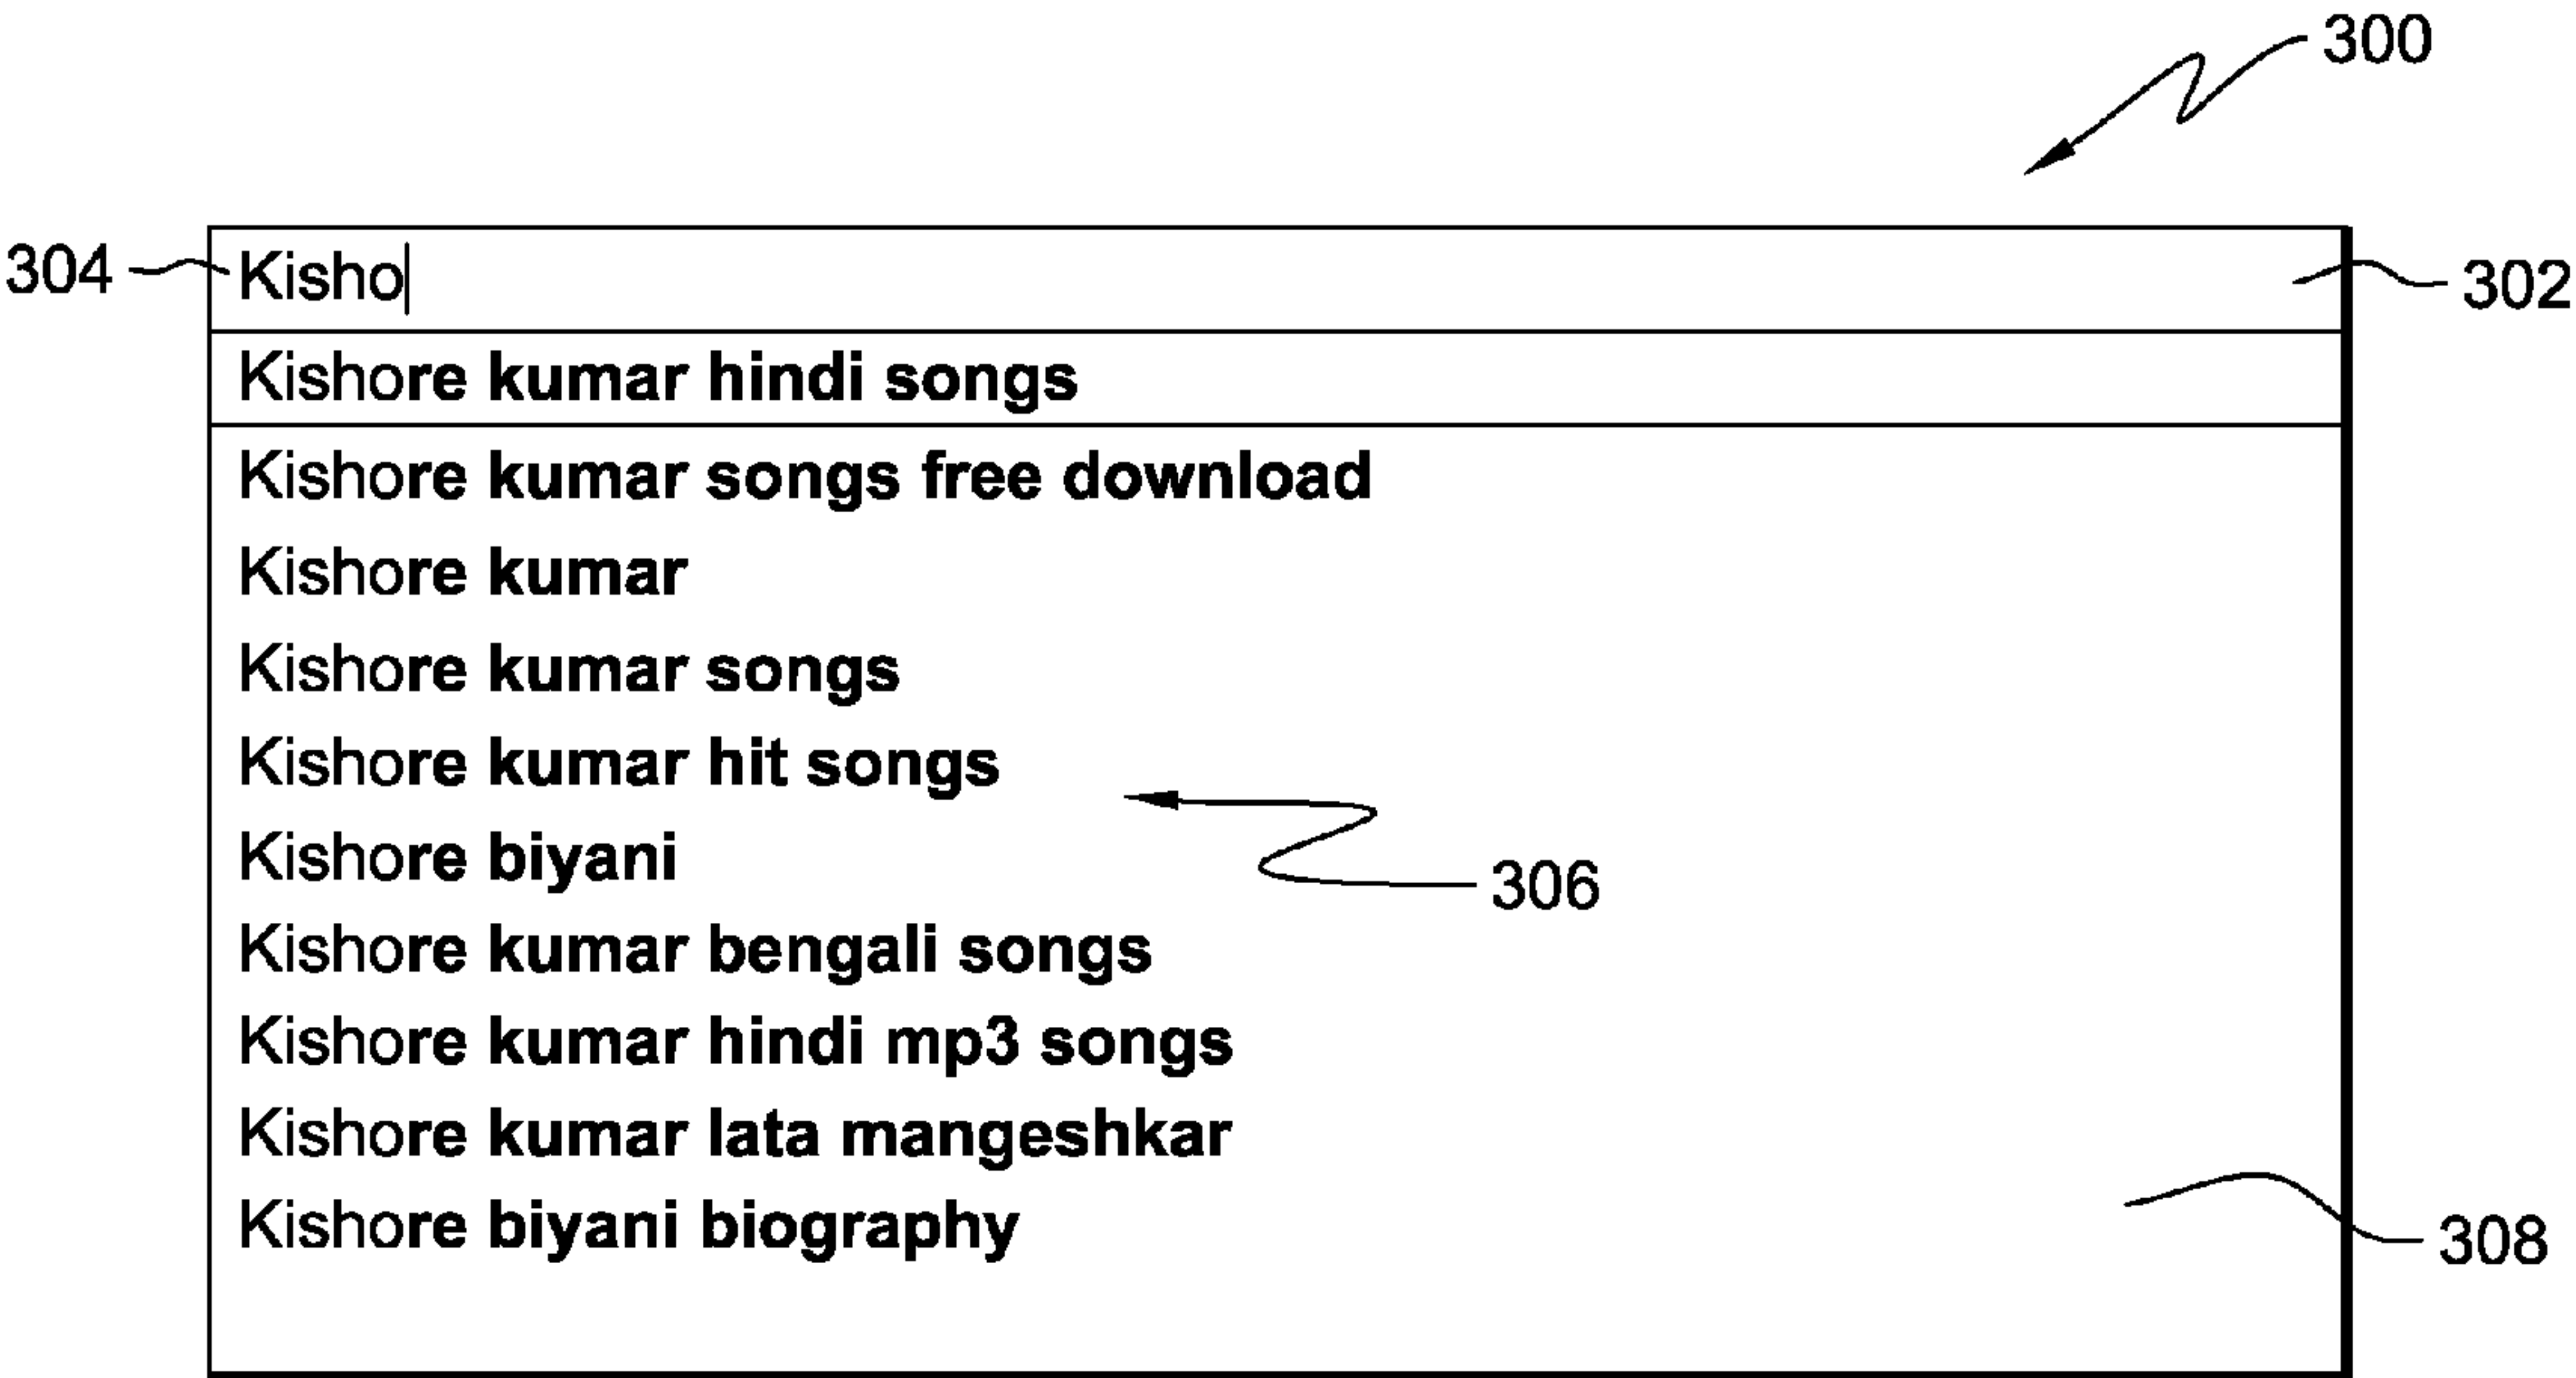 300
304 Kisho 302
Kishore kumar hindi songs
Kishore kumar songs free download
Kishore kumar
Kishore kumar songs
Kishore kumar hit songs
Kishore biyani
306
Kishore kumar bengali songs
Kishore kumar hindi mp3 songs
Kishore kumar lata mangeshkar
Kishore biyani biography
308